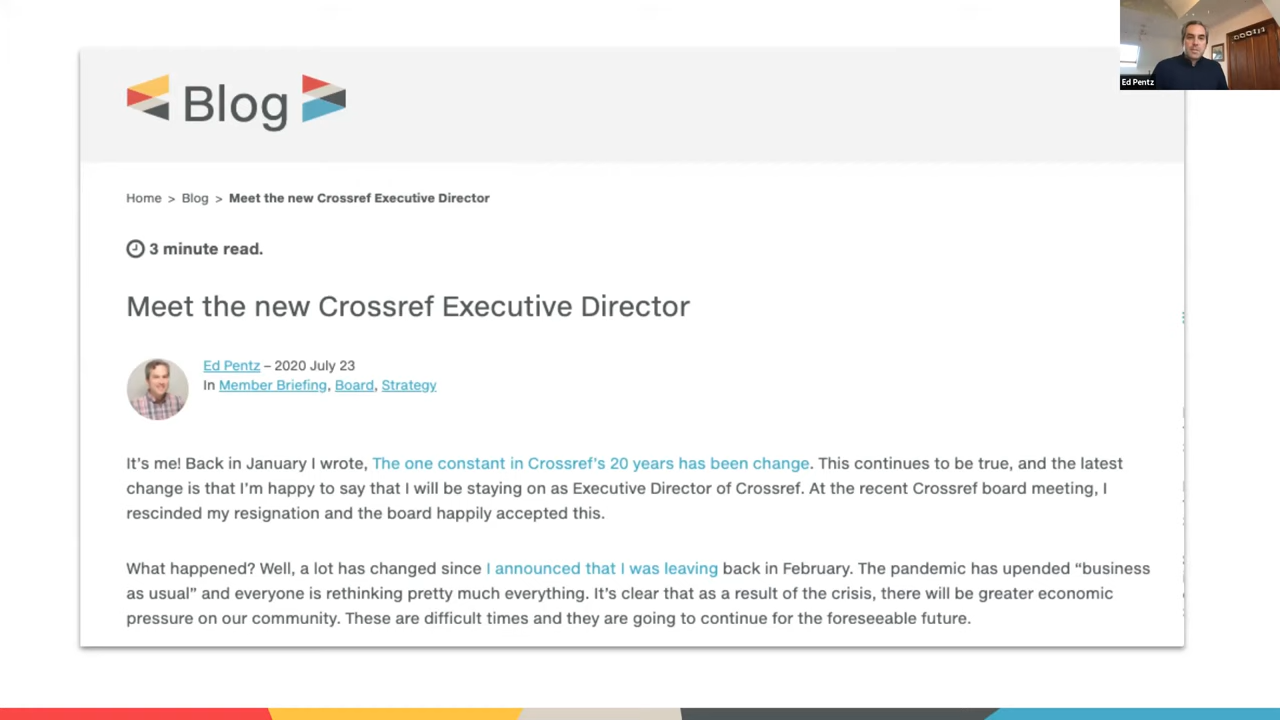 Ed Pentz
Blog
Home > Blog > Meet the new Crossref Executive Director
3 minute read.
Meet the new Crossref Executive Director
Ed Pentz – 2020 July 23
In Member Briefing, Board, Strategy
It's me! Back in January I wrote, The one constant in Crossref's 20 years has been change. This continues to be true, and the latest
change is that I'm happy to say that I will be staying on as Executive Director of Crossref. At the recent Crossref board meeting, I
rescinded my resignation and the board happily accepted this.
What happened? Well, a lot has changed since I announced that I was leaving back in February. The pandemic has upended “business
as usual” and everyone is rethinking pretty much everything. It's clear that as a result of the crisis, there will be greater economic
pressure on our community. These are difficult times and they are going to continue for the foreseeable future.